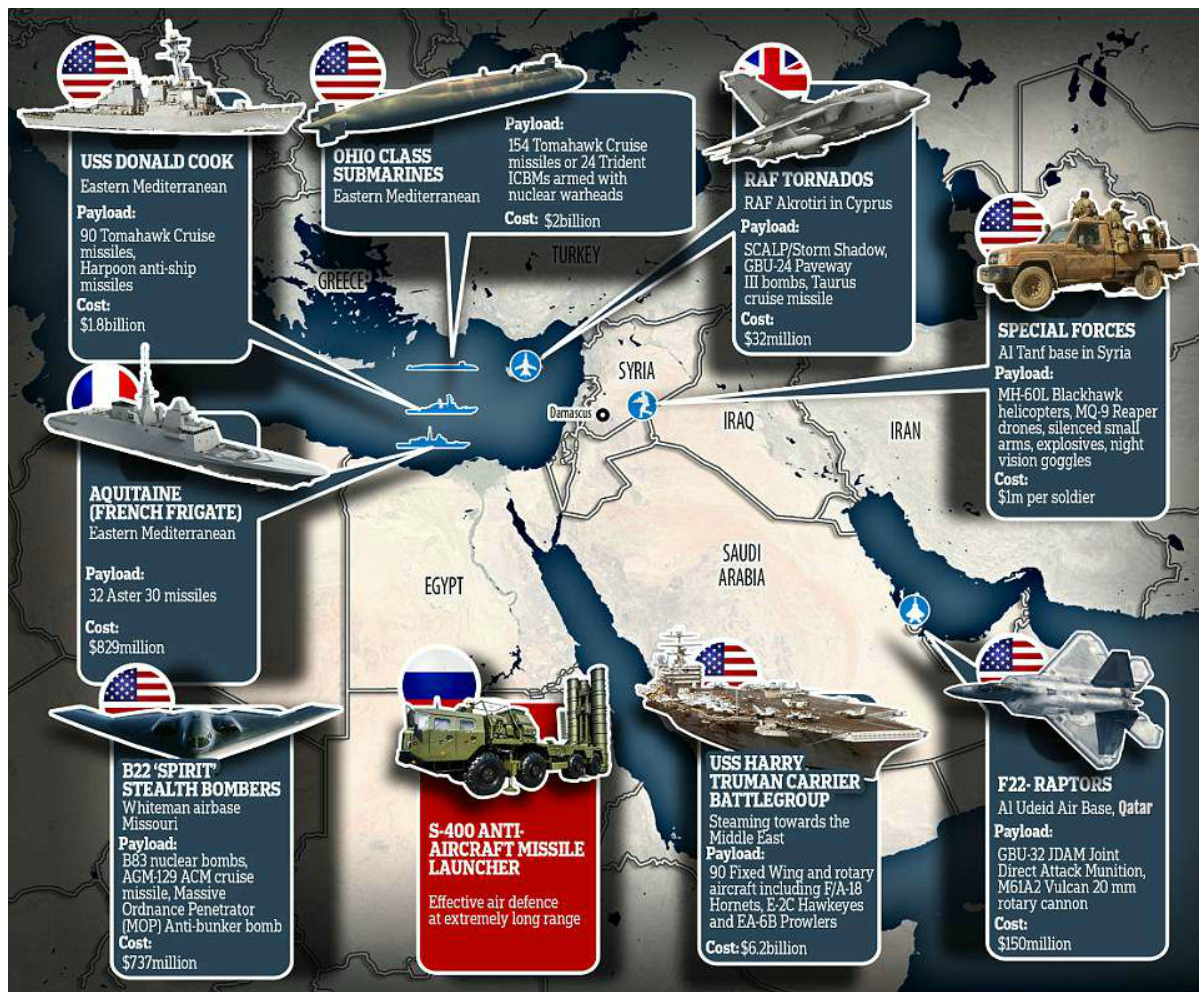 USS DONALD COOK
Eastern Mediterranean
Payload:
90 Tomahawk Cruise
missiles,
Harpoon anti-ship
missiles
Cost:
$1.8billion
OHIO CLASS
SUBMARINES
Eastern Mediterranean
Payload:
154 Tomahawk Cruise
missiles or 24 Trident
ICBMs armed with
nuclear warheads
Cost: $2billion
RAF TORNADOS
RAF Akrotiri in Cyprus
Payload:
SCALP/Storm Shadow,
GBU-24 Paveway
III bombs, Taurus
cruise missile
Cost:
$32million
SPECIAL FORCES
Al Tanf base in Syria
Payload:
MH-60L Blackhawk
helicopters, MQ-9 Reaper
drones, silenced small
arms, explosives, night
vision goggles
Cost:
$1m per soldier
GREECE
TURKEY
SYRIA
Damascus
IRAQ
IRAN
EGYPT
SAUDI
ARABIA
AQUITAINE
(FRENCH FRIGATE)
Eastern Mediterranean
Payload:
32 Aster 30 missiles
Cost:
$829million
B22 ‘SPIRIT’
STEALTH BOMBERS
Whiteman airbase
Missouri
Payload:
B83 nuclear bombs,
AGM-129 ACM cruise
missile, Massive
Ordnance Penetrator
(MOP) Anti-bunker bomb
Cost:
$737million
S-400 ANTI-
AIRCRAFT MISSILE
LAUNCHER
Effective air defence
at extremely long range
USS HARRY
TRUMAN CARRIER
BATTLEGROUP
Steaming towards the
Middle East
Payload:
90 Fixed Wing and rotary
aircraft including F/A-18
Hornets, E-2C Hawkeyes
and EA-6B Prowlers
Cost: $6.2billion
F22- RAPTORS
Al Udeid Air Base, Qatar
Payload:
GBU-32 JDAM Joint
Direct Attack Munition,
M61A2 Vulcan 20 mm
rotary cannon
Cost:
$150million